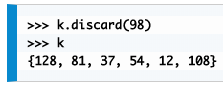 >>> k.discard(98)
>>> k
{128, 81, 37, 54, 12, 108}